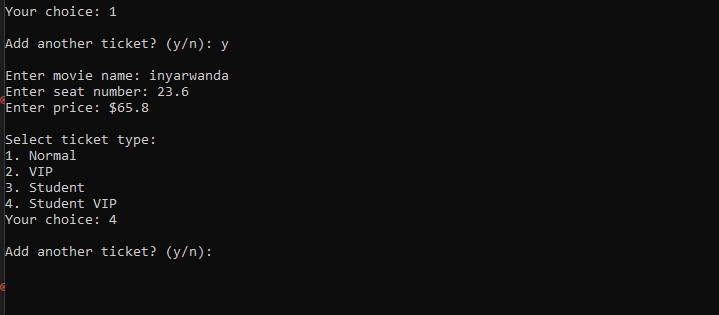 Your choice: 1
Add another ticket? (y/n): y
Enter movie name: inyarwanda
Enter seat number: 23.6
Enter price: $65.8
Select ticket type:
1. Normal
2. VIP
3. Student
4. Student VIP
Your choice: 4
Add another ticket? (y/n):